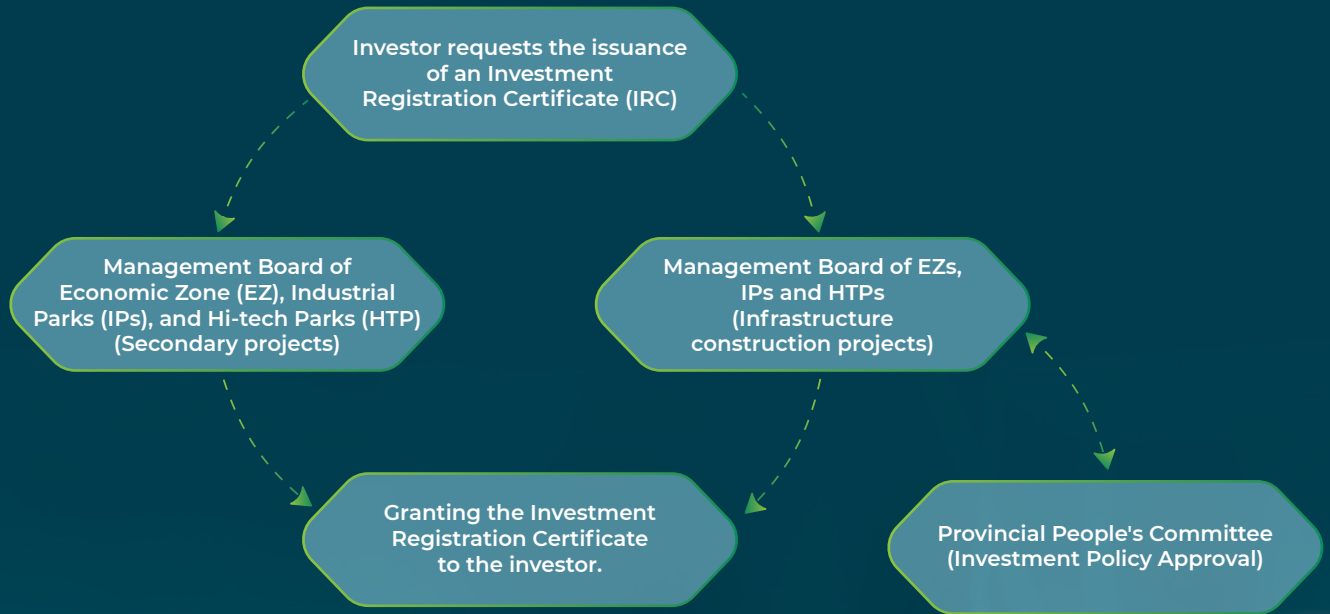 Investor requests the issuance
of an Investment
Registration Certificate (IRC)
Management Board of
Economic Zone (EZ), Industrial
Parks (IPs), and Hi-tech Parks (HTP)
(Secondary projects)
Management Board of EZs,
IPs and HTPs
(Infrastructure
construction projects)
Granting the Investment
Registration Certificate
to the investor.
Provincial People's Committee
(Investment Policy Approval)